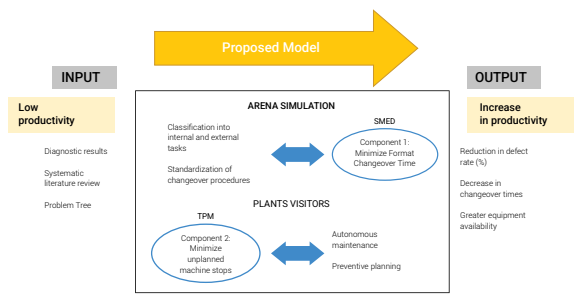 Proposed Model
INPUT
OUTPUT
Low
productivity
Increase
in productivity
Diagnostic results
Systematic
literature review
Problem Tree
ARENA SIMULATION
Classification into
internal and external
tasks
Standardization of
changeover procedures
SMED
Component 1:
Minimize Format
Changeover Time
PLANTS VISITORS
TPM
Component 2:
Minimize
unplanned
machine stops
Autonomous
maintenance
Preventive planning
Reduction in defect
rate (%)
Decrease in
changeover times
Greater equipment
availability